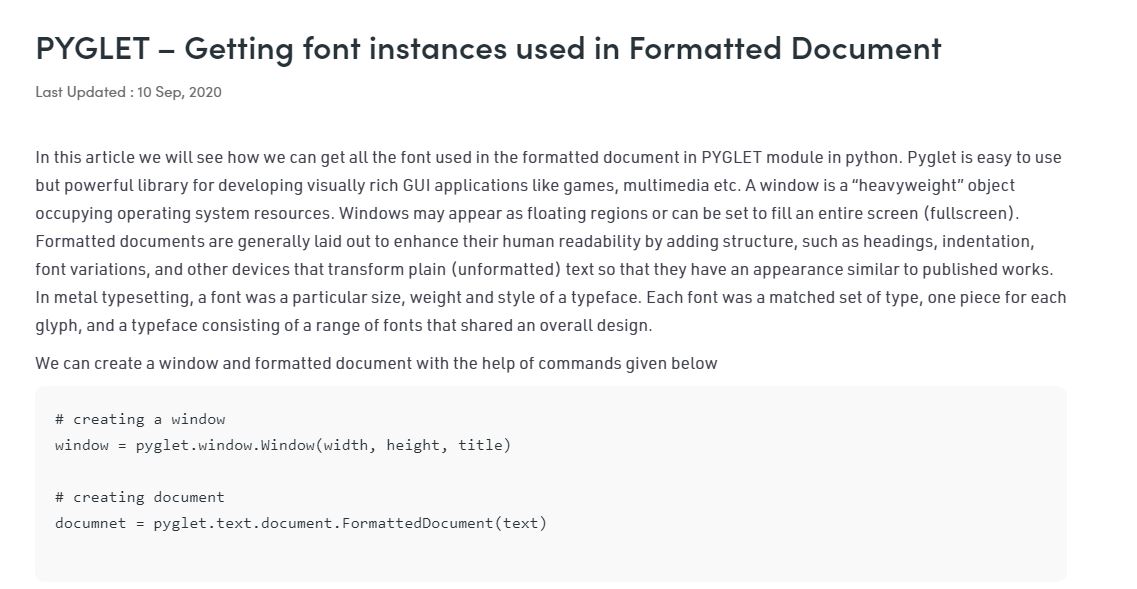 PYGLET – Getting font instances used in Formatted Document
Last Updated : 10 Sep, 2020
In this article we will see how we can get all the font used in the formatted document in PYGLET module in python. Pyglet is easy to use
but powerful library for developing visually rich GUI applications like games, multimedia etc. A window is a “heavyweight” object
occupying operating system resources. Windows may appear as floating regions or can be set to fill an entire screen (fullscreen).
Formatted documents are generally laid out to enhance their human readability by adding structure, such as headings, indentation,
font variations, and other devices that transform plain (unformatted) text so that they have an appearance similar to published works.
In metal typesetting, a font was a particular size, weight and style of a typeface. Each font was a matched set of type, one piece for each
glyph, and a typeface consisting of a range of fonts that shared an overall design.
We can create a window and formatted document with the help of commands given below
# creating a window
window = pyglet.window.Window(width, height, title)
# creating document
documnet = pyglet.text.document.FormattedDocument(text)